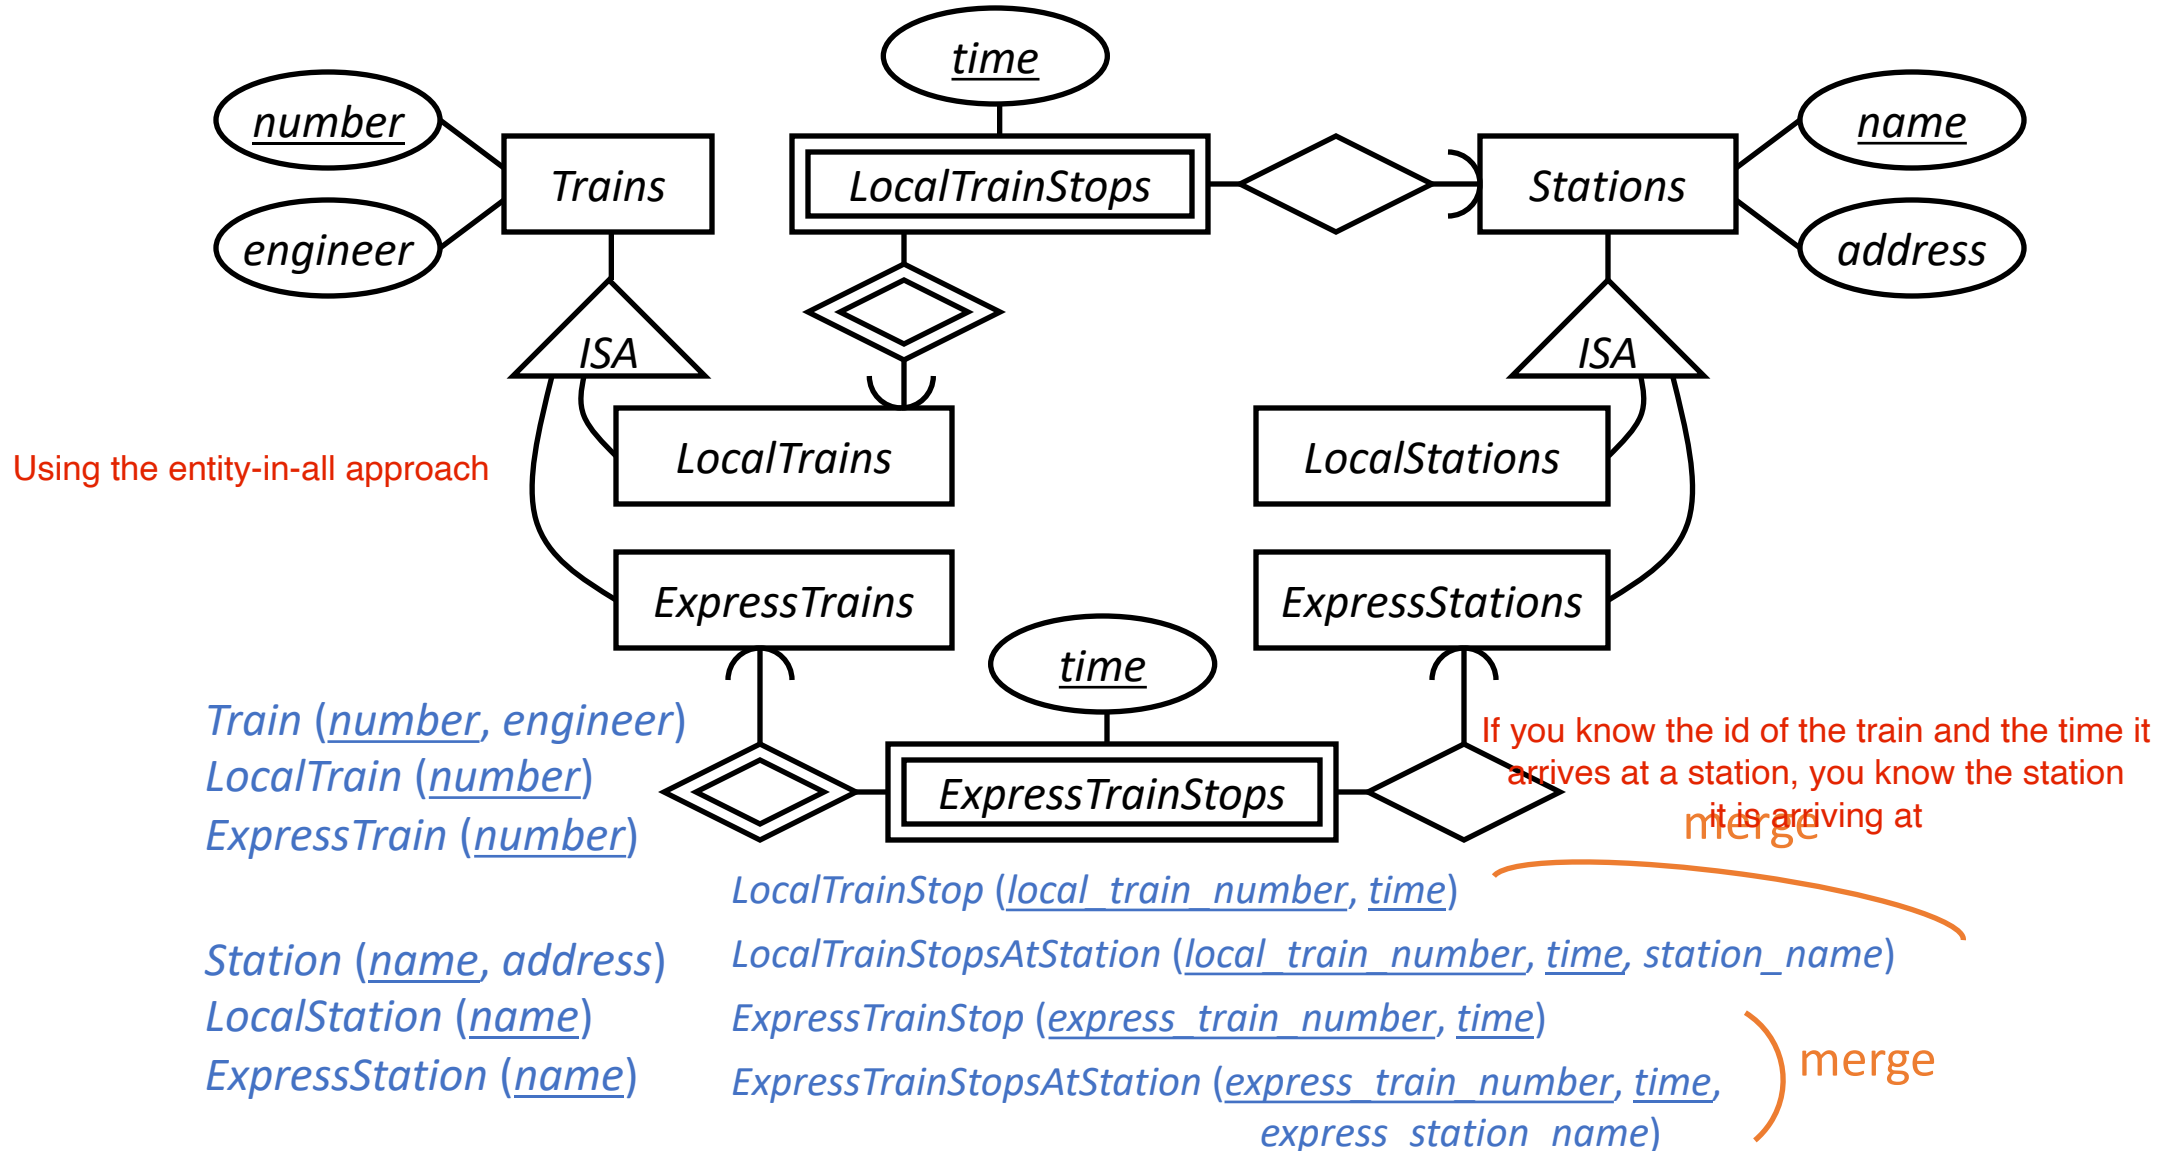 time
number
name
Trains
LocalTrainStops
Stations
engineer
address
ISA
ISA
LocalTrains
LocalStations
Using the entity-in-all approach
ExpressTrains
ExpressStations
time
Train (number, engineer)
LocalTrain (number)
ExpressTrain (number)
ExpressTrainStops
If you know the id of the train and the time it
arrives at a station, you know the station
it is arriving at
merge
LocalTrainStop (local_train_number, time)
LocalTrainStopsAtStation (local_train_number, time, station_name)
Station (name, address)
LocalStation (name)
ExpressStation (name)
ExpressTrainStop (express_train_number, time)
merge
ExpressTrainStopsAtStation (express_train_number, time,
express_station_name)